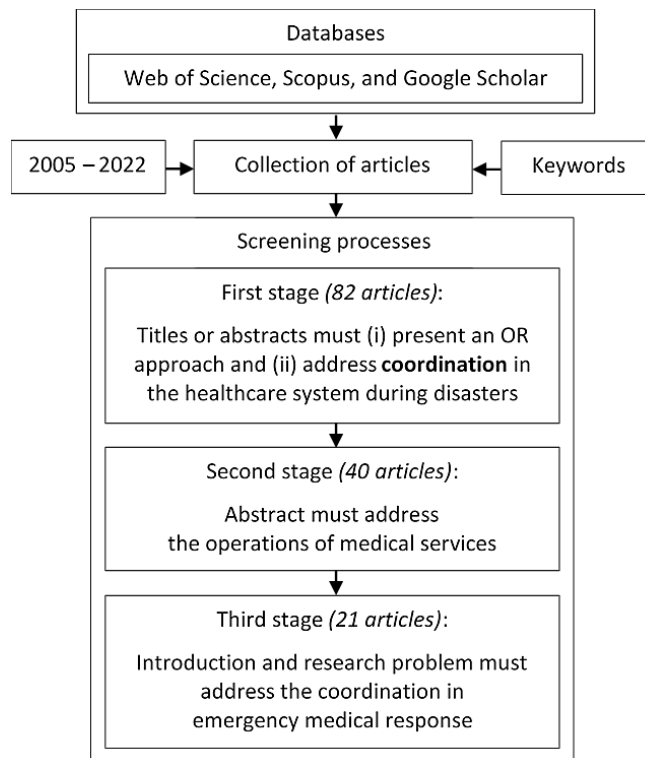 Databases
Web of Science, Scopus, and Google Scholar
2005 – 2022
Collection of articles
Keywords
Screening processes
First stage (82 articles):
Titles or abstracts must (i) present an OR
approach and (ii) address coordination in
the healthcare system during disasters
Second stage (40 articles):
Abstract must address
the operations of medical services
Third stage (21 articles):
Introduction and research problem must
address the coordination in
emergency medical response